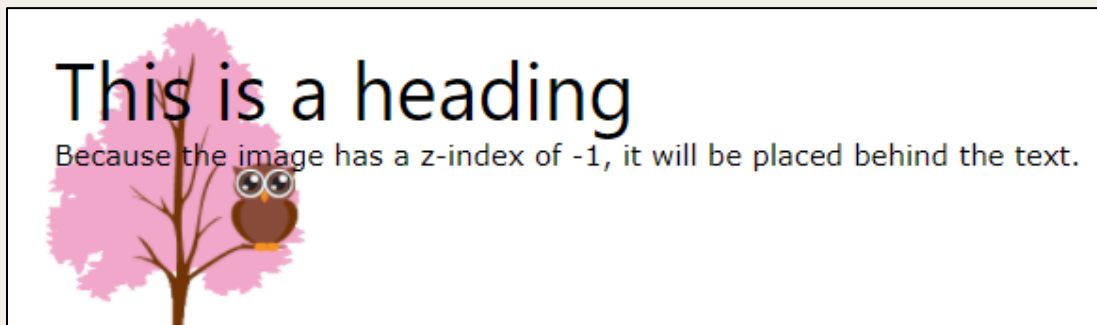 This is a heading
Because the image has a z-index of -1, it will be placed behind the text.